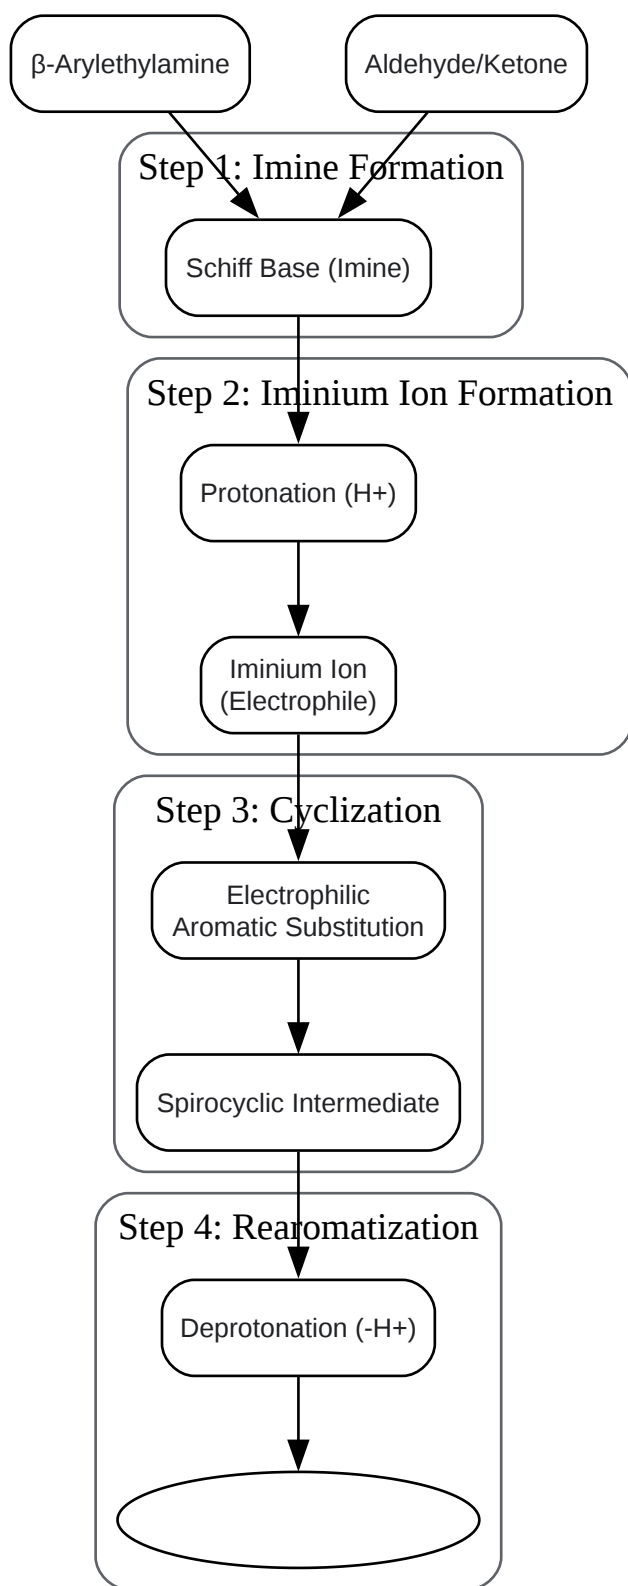 β-Arylethylamine
Aldehyde/Ketone
Step 1: Imine Formation
Schiff Base (Imine)
Step 2: Iminium Ion Formation
Protonation (H+)
Iminium Ion
(Electrophile)
Step 3: Cyclization
Electrophilic
Aromatic Substitution
Spirocyclic Intermediate
Step 4: Rearomatization
Deprotonation (-H+)